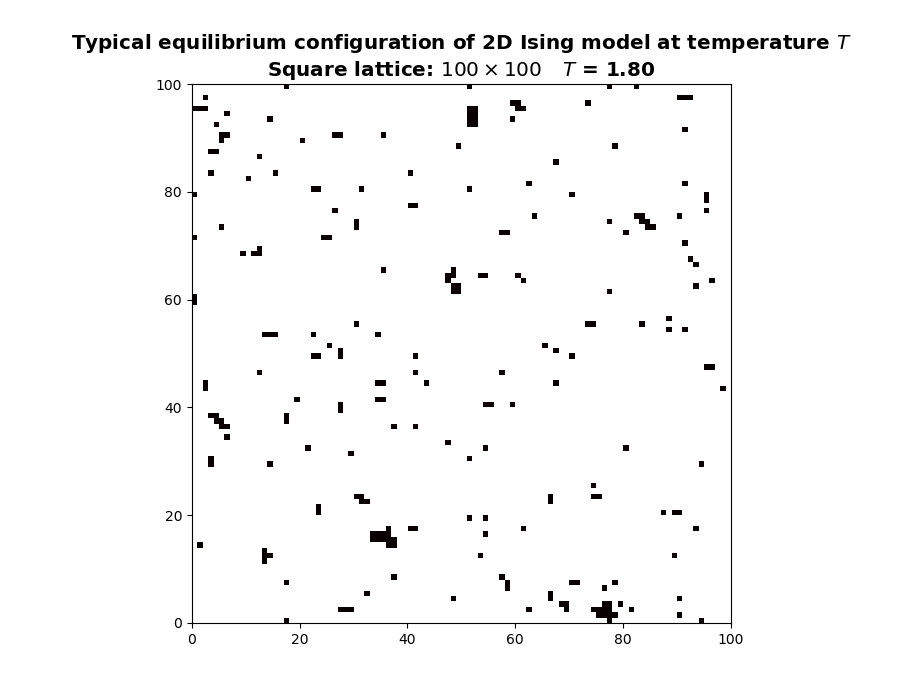 Typical equilibrium configuration of 2D Ising model at temperature T
Square lattice: 100 × 100 T = 1.80
100
80
60
40
20
0
0 20 40 60 80 100